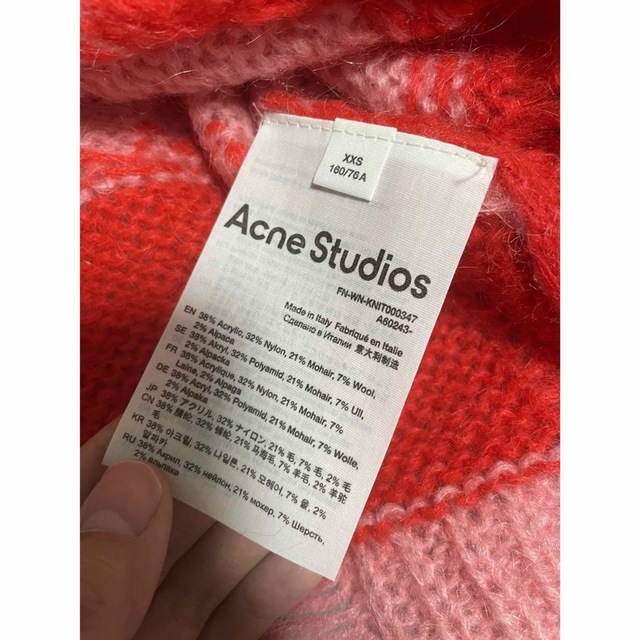 XXS
160/76A
Acne Studios
FN-WN-KNIT000347
A60243-
Made in Italy Fabriqué en Italie
Сделано в Италии 意大利制造
EN 38% Acrylic, 32% Nylon, 21% Mohair, 7% Wool,
2% Alpaca
SE 38% Akryl, 32% Polyamid, 21% Mohair, 7% Ull,
2% Alpacka
FR 38% Acrylique, 32% Nylon, 21% Mohair, 7%
Laine, 2% Alpaga
DE 38% Acryl, 32% Polyamid, 21% Mohair, 7% Wolle,
2% Alpaka
JP 38% アクリル, 32% ナイロン, 21% 毛, 7% 毛, 2% 毛
CN 38% 腈纶, 32% 锦纶, 21% 马海毛, 7% 羊毛, 2% 羊驼
毛
KR 38% 아크릴, 32% 나일론, 21% 모헤어, 7% 울, 2%
알파카
RU 38% Акрил, 32% нейлон, 21% мохер, 7% Шерсть,
2% альпака